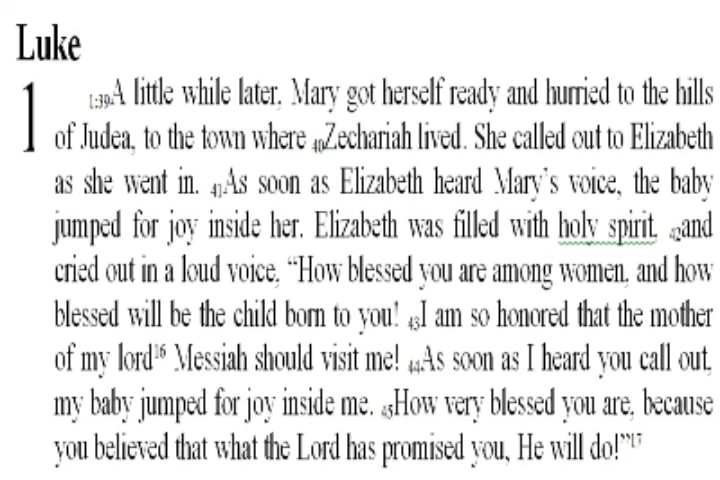 Luke
1 1:39A little while later, Mary got herself ready and hurried to the hills
of Judea, to the town where 40Zechariah lived. She called out to Elizabeth
as she went in. 41As soon as Elizabeth heard Mary's voice, the baby
jumped for joy inside her. Elizabeth was filled with holy spirit, 42and
cried out in a loud voice, “How blessed you are among women, and how
blessed will be the child born to you! 43I am so honored that the mother
of my lord16 Messiah should visit me! 44As soon as I heard you call out,
my baby jumped for joy inside me. 45How very blessed you are, because
you believed that what the Lord has promised you, He will do!”17